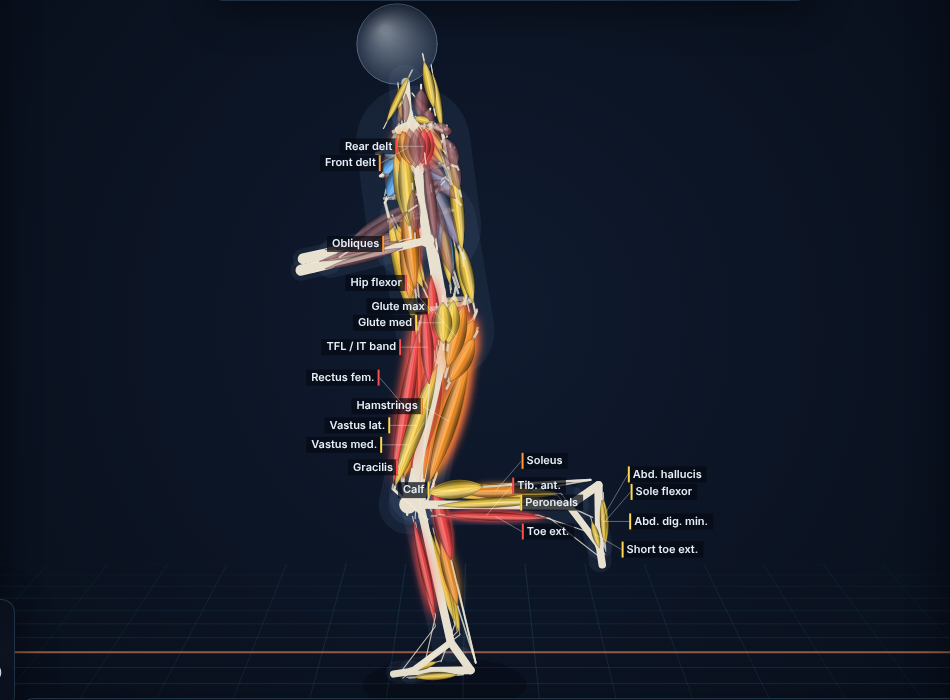 Rear delt
Front delt
Obliques
Hip flexor
Glute max
Glute med
TFL / IT band
Rectus fem.
Hamstrings
Vastus lat.
Vastus med.
Gracilis
Calf
Soleus
Tib. ant.
Peroneals
Toe ext.
Abd. hallucis
Sole flexor
Abd. dig. min.
Short toe ext.